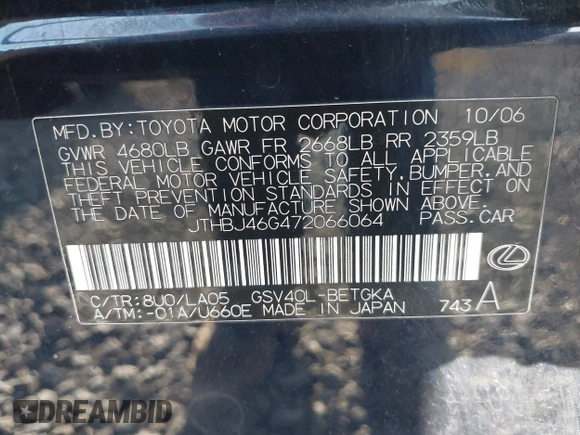 MFD.BY:TOYOTA MOTOR CORPORATION 10/06
GVWR 4680LB GAWR FR 2668LB RR 2359LB
THIS VEHICLE CONFORMS TO ALL APPLICABLE
FEDERAL MOTOR VEHICLE SAFETY,BUMPER,AND
THEFT PREVENTION STANDARDS IN EFFECT ON
THE DATE OF MANUFACTURE SHOWN ABOVE.
JTHBJ46G472066064 PASS.CAR
C/TR:8U0/LA05 GSV40L-BETGKA
A/TM:-01A/U660E MADE IN JAPAN 743 A
DREAMBID